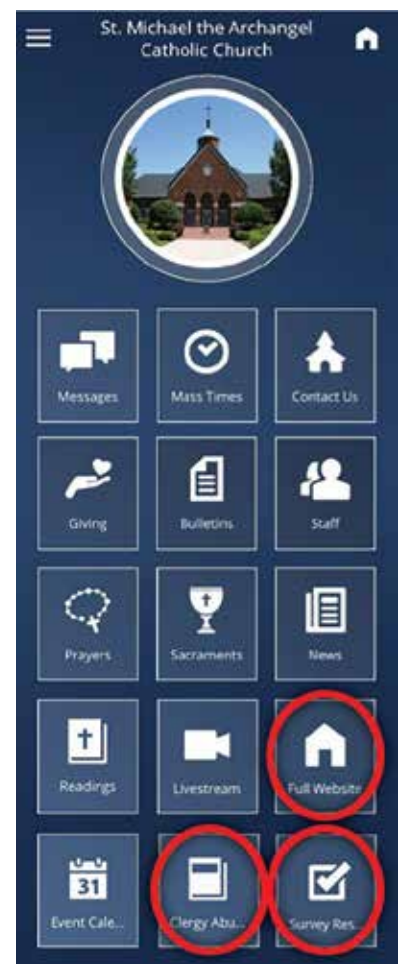 St. Michael the Archangel
Catholic Church
Messages
Mass Times
Contact Us
Giving
Bulletins
Staff
Prayers
Sacraments
News
Readings
Livestream
Full Website
31
Event Cale...
Clergy Abu...
Survey Res...